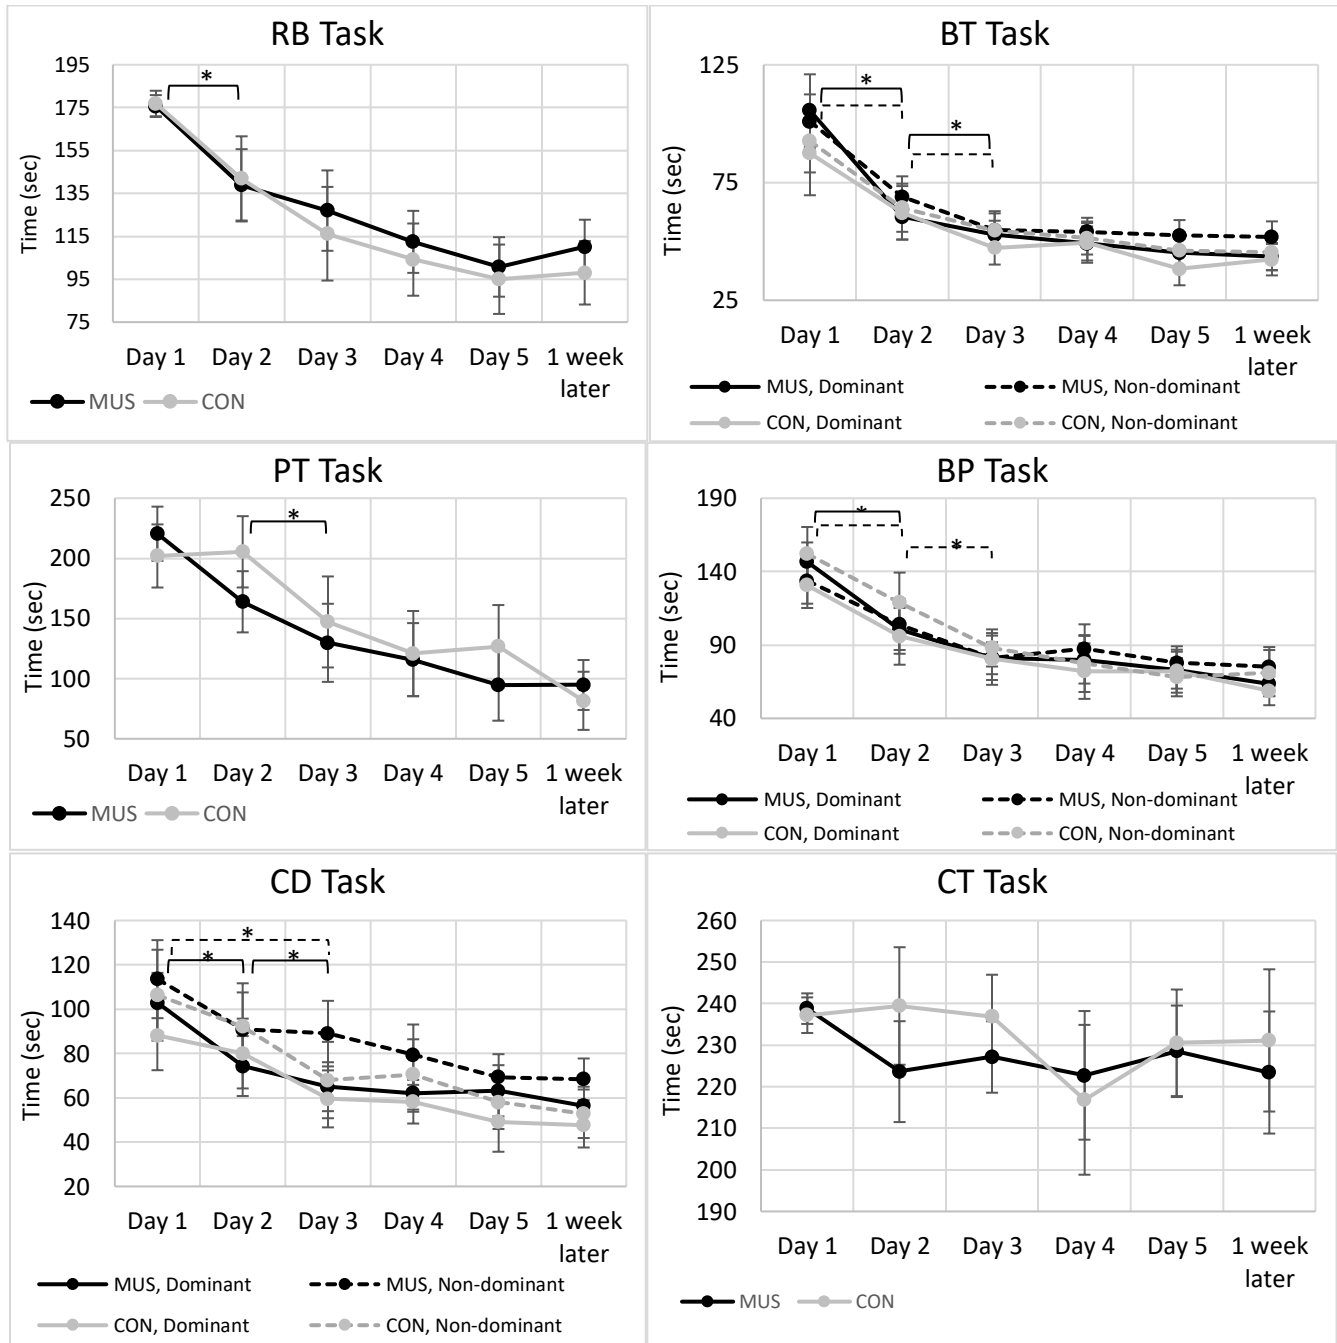 RB Task
195
175
155
135
115
95
75
Time (sec)
*
Day 1 Day 2 Day 3 Day 4 Day 5 1 week
later
MUS CON
BT Task
125
75
25
Time (sec)
*
*
Day 1 Day 2 Day 3 Day 4 Day 5 1 week
later
MUS, Dominant MUS, Non-dominant
CON, Dominant CON, Non-dominant
PT Task
250
200
150
100
50
Time (sec)
*
Day 1 Day 2 Day 3 Day 4 Day 5 1 week
later
MUS CON
BP Task
190
140
90
40
Time (sec)
*
*
Day 1 Day 2 Day 3 Day 4 Day 5 1 week
later
MUS, Dominant MUS, Non-dominant
CON, Dominant CON, Non-dominant
CD Task
140
120
100
80
60
40
20
Time (sec)
*
* *
Day 1 Day 2 Day 3 Day 4 Day 5 1 week
later
MUS, Dominant MUS, Non-dominant
CON, Dominant CON, Non-dominant
CT Task
260
250
240
230
220
210
200
190
Time (sec)
Day 1 Day 2 Day 3 Day 4 Day 5 1 week
later
MUS CON